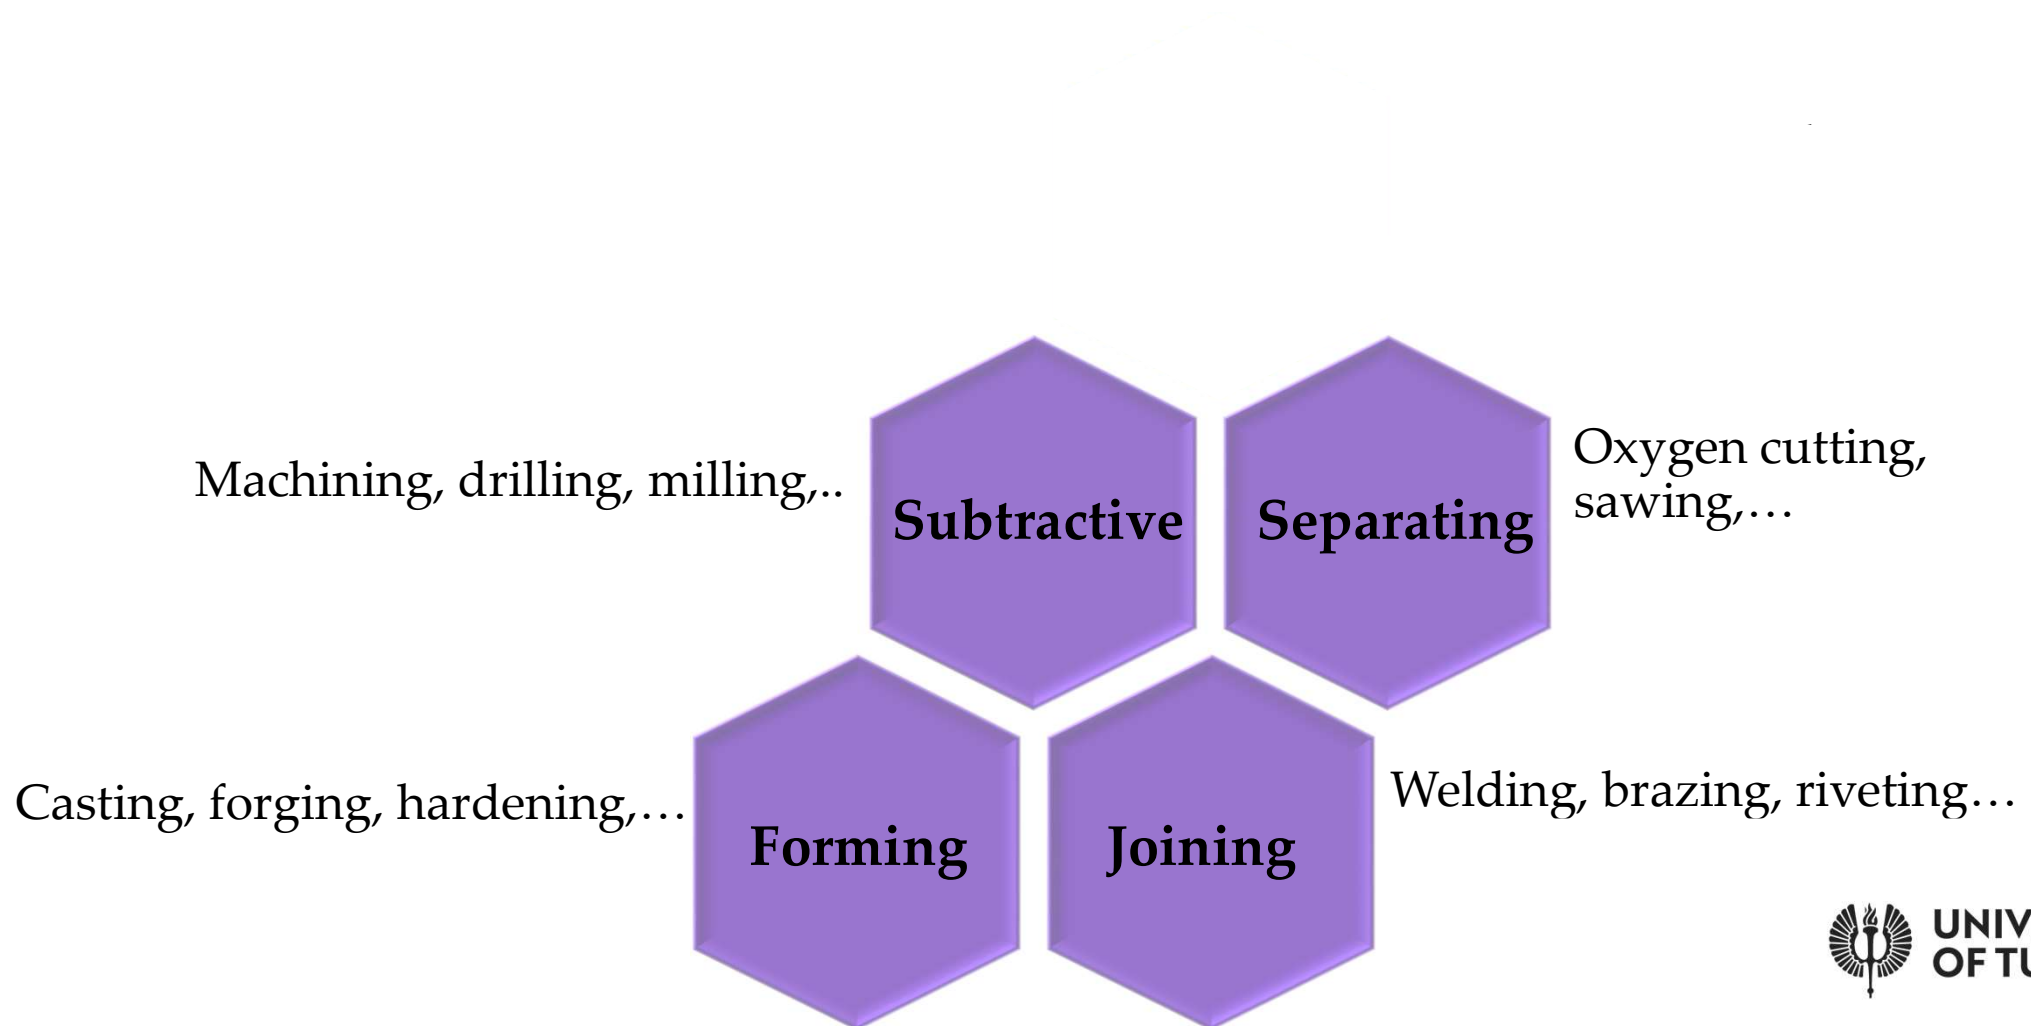 Machining, drilling, milling,..
Subtractive
Separating
Oxygen cutting,
sawing,…
Casting, forging, hardening,…
Forming
Joining
Welding, brazing, riveting…
UNIV
OF TU